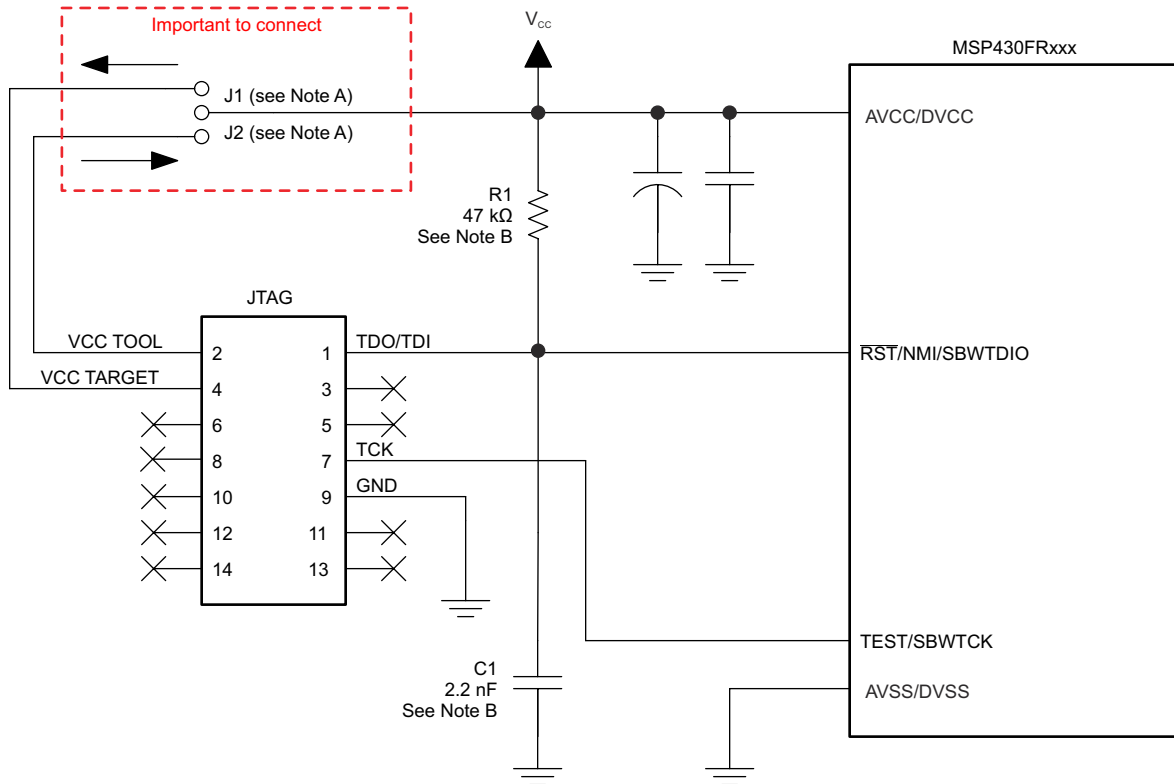 Important to connect
J1 (see Note A)
J2 (see Note A)
VCC
MSP430FRxxx
AVCC/DVCC
R1
47 kΩ
See Note B
JTAG
VCC TOOL
VCC TARGET
2
4
6
8
10
12
14
1
3
5
7
9
11
13
TDO/TDI
TCK
GND
RST/NMI/SBWTDIO
C1
2.2 nF
See Note B
TEST/SBWTCK
AVSS/DVSS